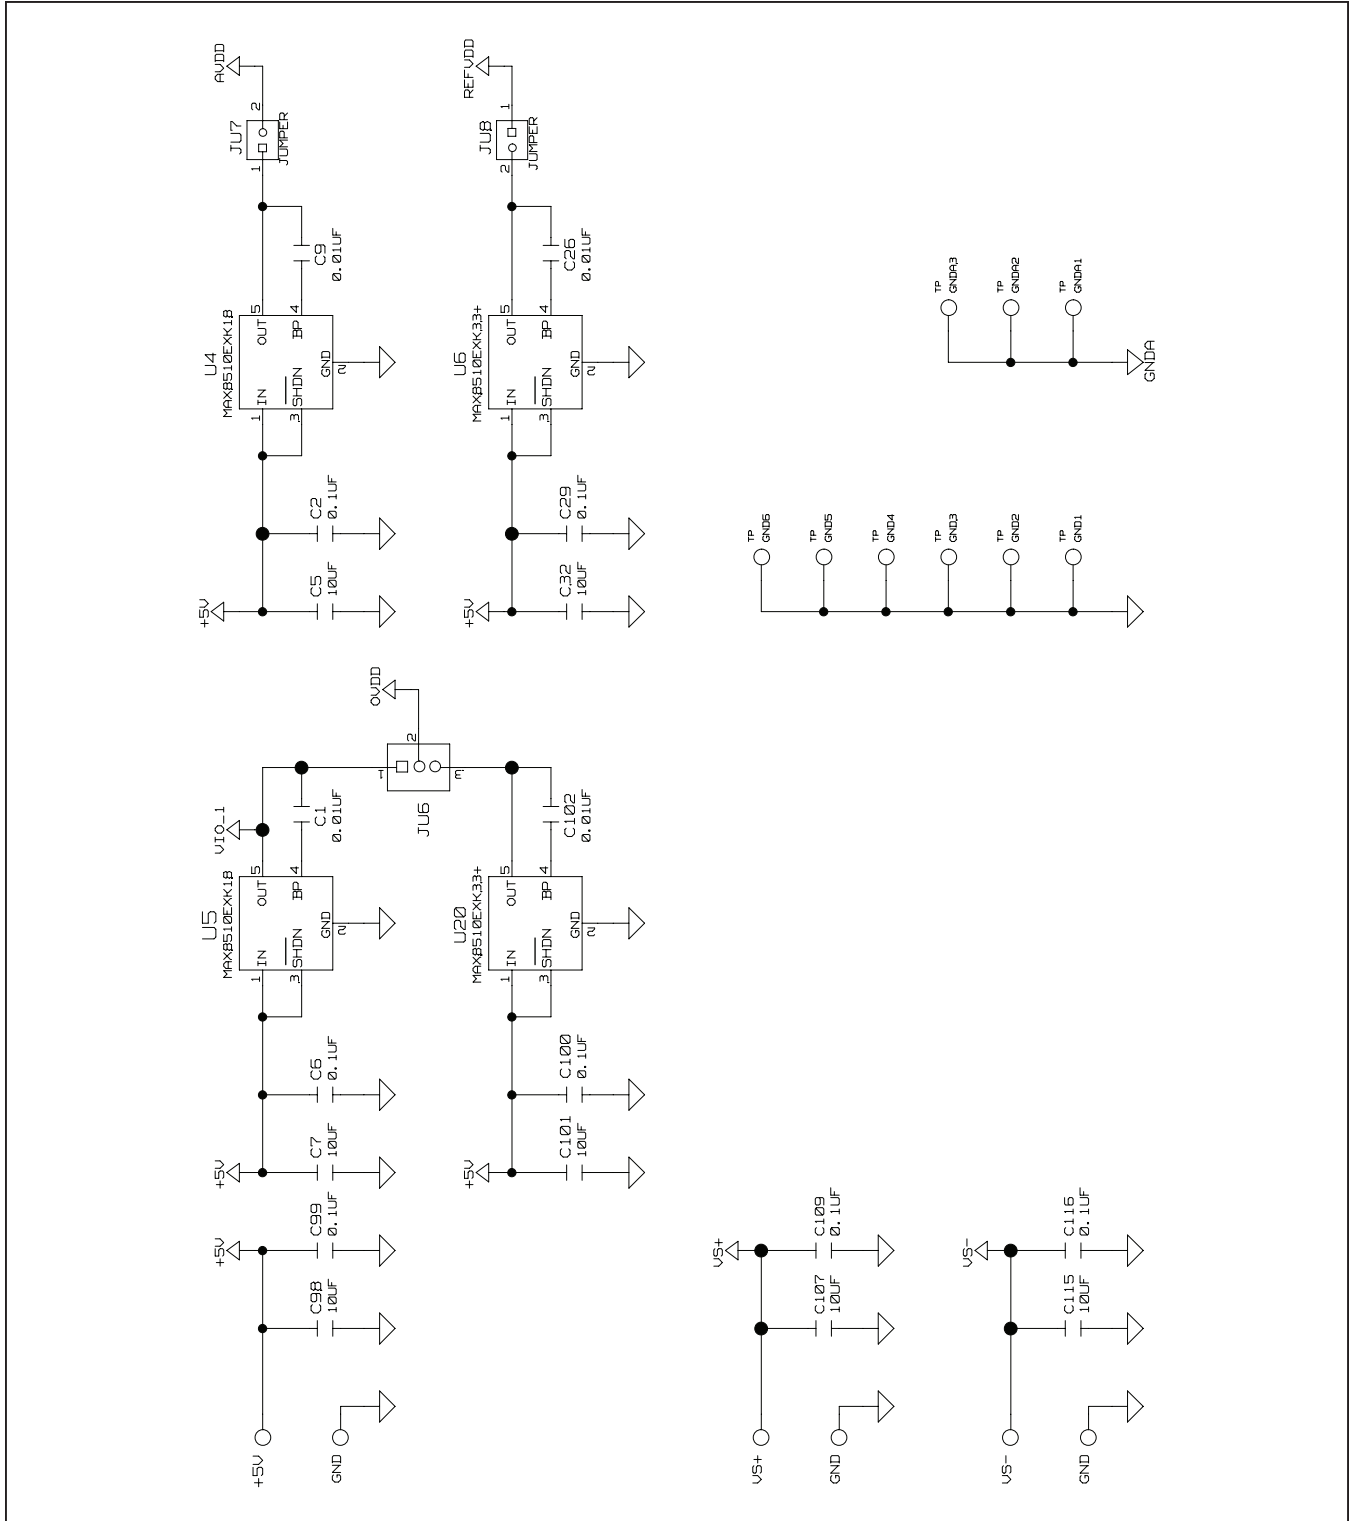 AVDD
JU7
2
1
JUMPER
C9
0.01UF
U4
MAX8510EXK18
OUT
5
BP
4
GND
2
IN
1
SHDN
3
C2
0.1UF
C5
10UF
+5V
REFVDD
JU8
1
2
JUMPER
C26
0.01UF
U6
MAX8510EXK33+
OUT
5
BP
4
GND
2
IN
1
SHDN
3
C29
0.1UF
C32
10UF
+5V
TP
GNDA3
TP
GNDA2
TP
GNDA1
GNDA
TP
GND6
TP
GND5
TP
GND4
TP
GND3
TP
GND2
TP
GND1
OVDD
2
1
3
JU6
VIO_1
C1
0.01UF
U5
MAX8510EXK18
OUT
5
BP
4
GND
2
IN
1
SHDN
3
C6
0.1UF
C7
10UF
+5V
C102
0.01UF
U20
MAX8510EXK33+
OUT
5
BP
4
GND
2
IN
1
SHDN
3
C100
0.1UF
C101
10UF
+5V
+5V
C99
0.1UF
C98
10UF
+5V
GND
VS+
C109
0.1UF
C107
10UF
VS+
GND
VS-
C116
0.1UF
C115
10UF
VS-
GND